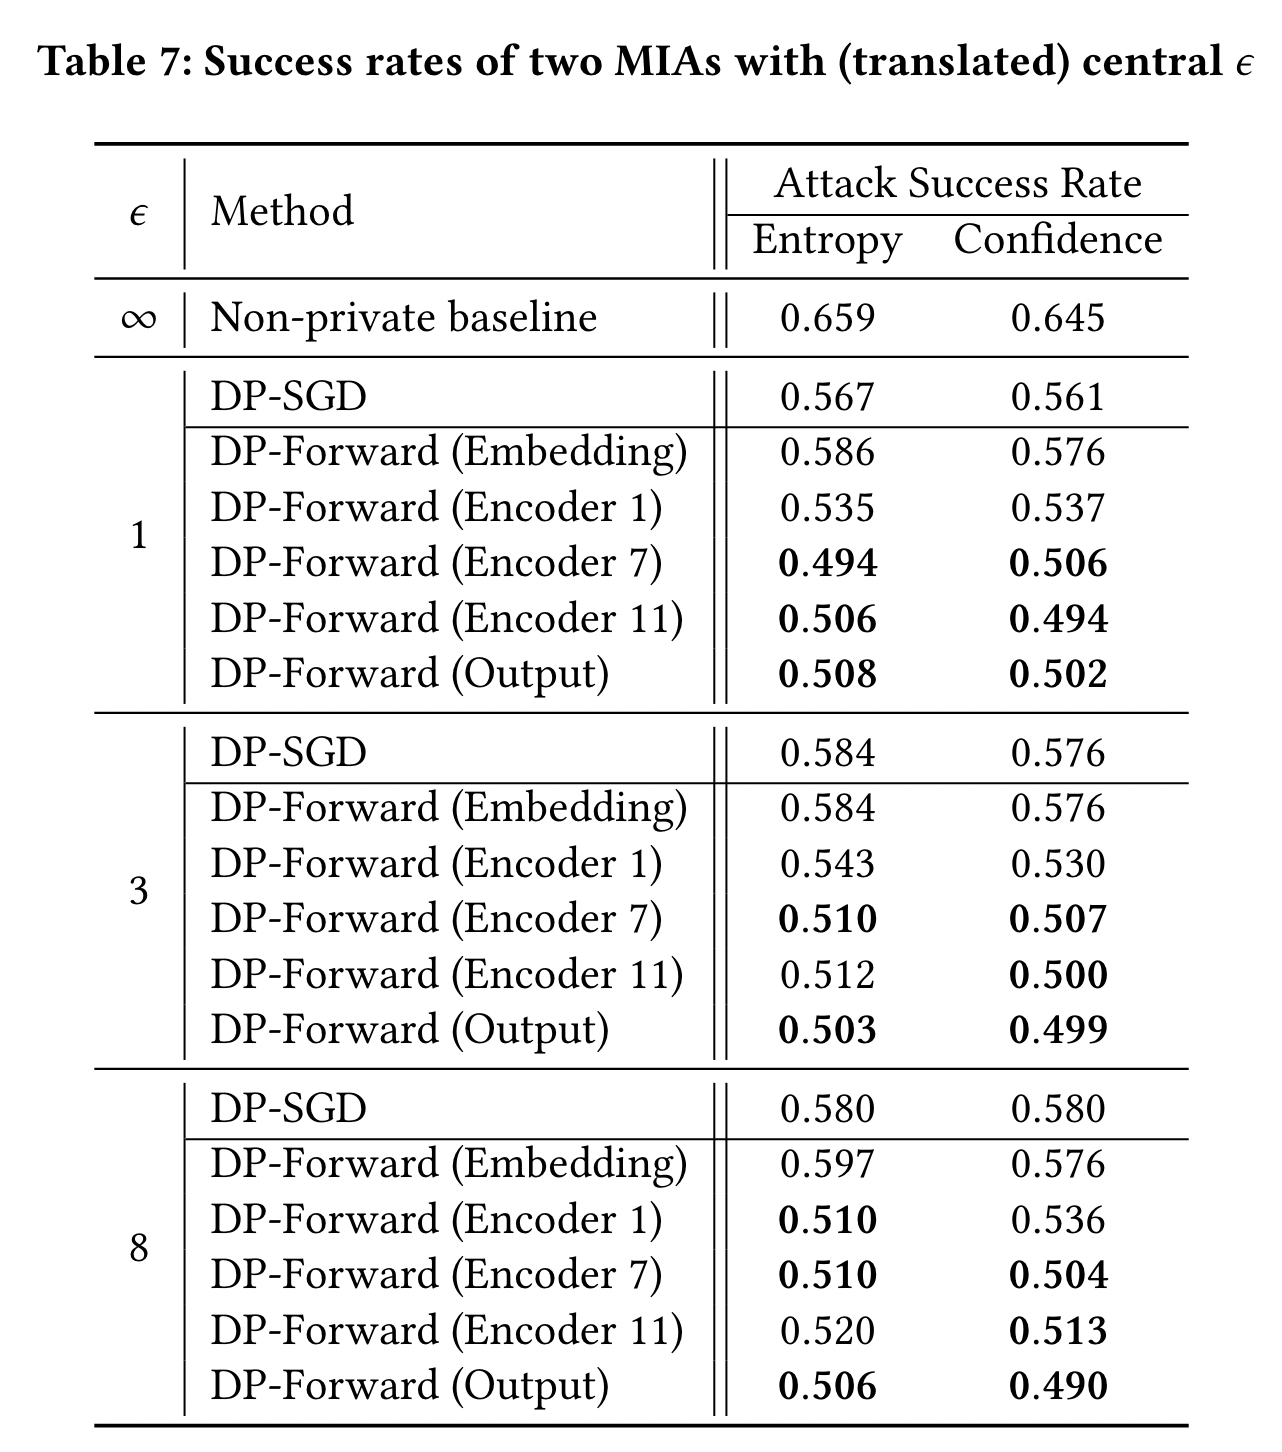 Table 7: Success rates of two MIAs with (translated) central ϵ
ϵ Method Attack Success Rate
Entropy Confidence
∞ Non-private baseline 0.659 0.645
1
DP-SGD 0.567 0.561
DP-Forward (Embedding) 0.586 0.576
DP-Forward (Encoder 1) 0.535 0.537
DP-Forward (Encoder 7) 0.494 0.506
DP-Forward (Encoder 11) 0.506 0.494
DP-Forward (Output) 0.508 0.502
3
DP-SGD 0.584 0.576
DP-Forward (Embedding) 0.584 0.576
DP-Forward (Encoder 1) 0.543 0.530
DP-Forward (Encoder 7) 0.510 0.507
DP-Forward (Encoder 11) 0.512 0.500
DP-Forward (Output) 0.503 0.499
8
DP-SGD 0.580 0.580
DP-Forward (Embedding) 0.597 0.576
DP-Forward (Encoder 1) 0.510 0.536
DP-Forward (Encoder 7) 0.510 0.504
DP-Forward (Encoder 11) 0.520 0.513
DP-Forward (Output) 0.506 0.490